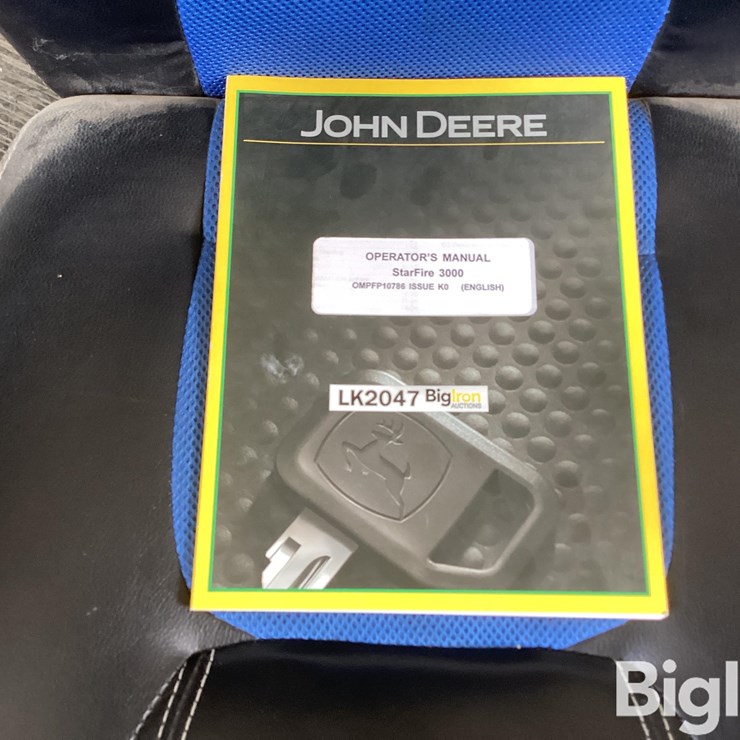 JOHN DEERE
OPERATOR'S MANUAL
StarFire 3000
OMPFP10786 ISSUE K0 (ENGLISH)
LK2047 BigIron
AUCTIONS
BigI